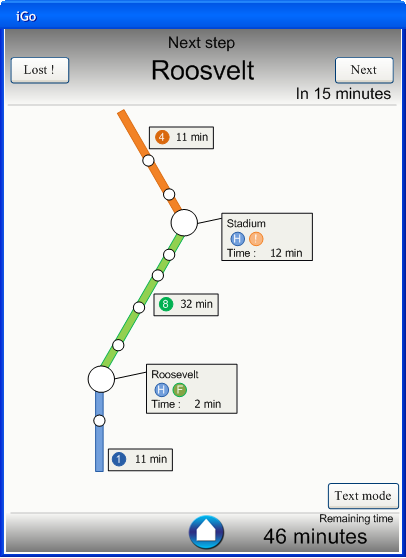 iGo
Next step
Lost !
Roosvelt
Next
In 15 minutes
4 11 min
Stadium
H !
Time : 12 min
8 32 min
Roosevelt
H F
Time : 2 min
1 11 min
Text mode
Remaining time
46 minutes